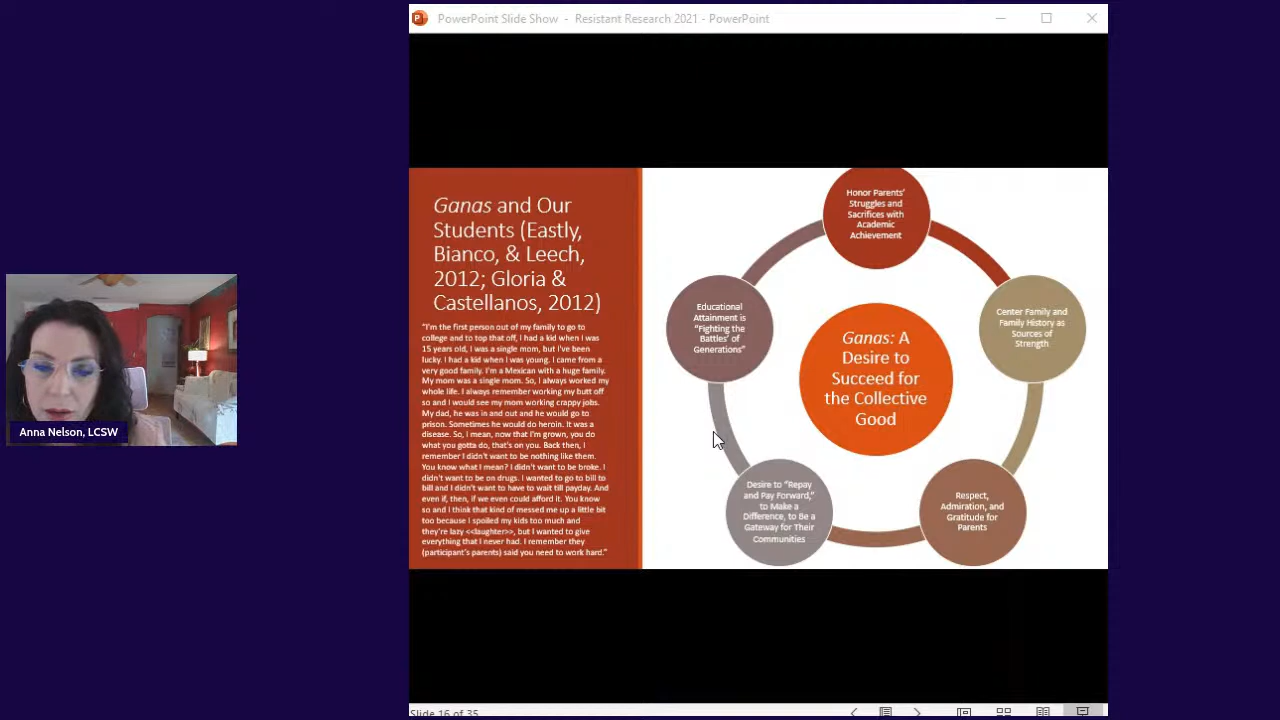 PowerPoint Slide Show - Resistant Research 2021 - PowerPoint
Ganas and Our
Students (Eastly,
Bianco, & Leech,
2012; Gloria &
Castellanos, 2012)
"I'm the first person out of my family to go to
college and to top that off, I had a kid when I was
15 years old, I was a single mom, but I've been
lucky. I had a kid when I was young. I came from a
very good family. I'm a Mexican with a huge family.
My mom was a single mom. So, I always worked my
whole life. I always remember working my butt off
so and I would see my mom working crappy jobs.
My dad, he was in and out and he would go to
prison. Sometimes he would do heroin. It was a
disease. So, I mean, now that I'm grown, you do
what you gotta do, that's on you. Back then, I
remember I didn't want to be nothing like them.
You know what I mean? I didn't want to be broke. I
didn't want to be on drugs. I wanted to go to bill to
bill and I didn't want to have to wait till payday. And
even if, then, if we even could afford it. You know
so and I think that kind of messed me up a little bit
too because I spoiled my kids too much and
they're lazy <<laughter>>, but I wanted to give
everything that I never had. I remember they
(participant's parents) said you need to work hard."
Honor Parents'
Struggles and
Sacrifices with
Academic
Achievement
Center Family and
Family History as
Sources of
Strength
Respect,
Admiration, and
Gratitude for
Parents
Desire to "Repay
and Pay Forward,"
to Make a
Difference, to Be a
Gateway for Their
Communities
Educational
Attainment is
"Fighting the
Battles' of
Generations"
Ganas: A
Desire to
Succeed for
the Collective
Good
Anna Nelson, LCSW
Slide 16 of 35